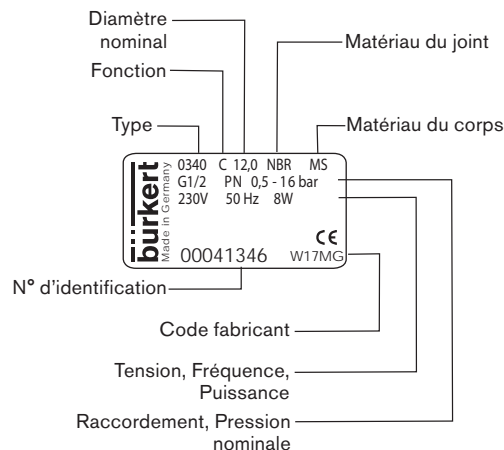 Diamètre
nominal
Fonction
Type
Matériau du joint
Matériau du corps
bürkert
Made in Germany
0340 C 12,0 NBR MS
G1/2 PN 0,5 - 16 bar
230V 50 Hz 8W
CE
00041346 W17MG
N° d'identification
Code fabricant
Tension, Fréquence,
Puissance
Raccordement, Pression
nominale